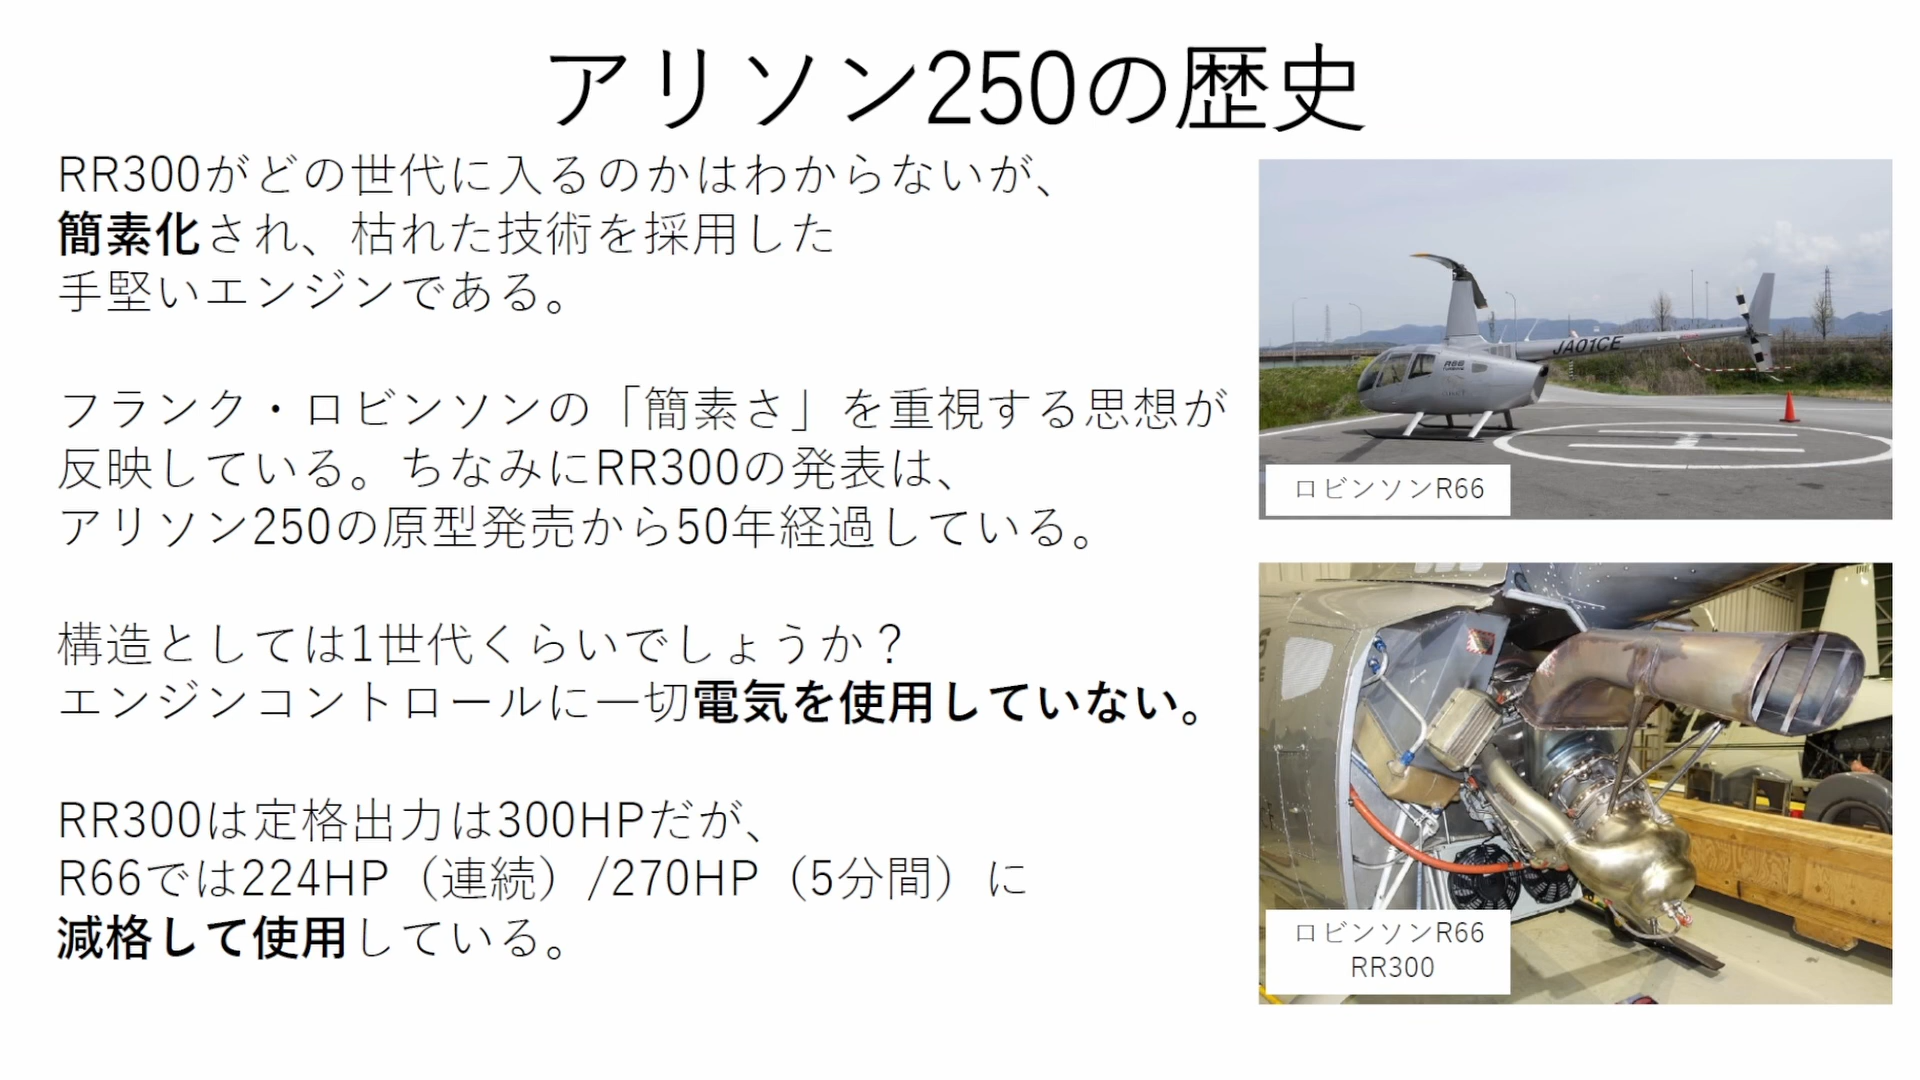 アリソン250の歴史
RR300がどの世代に入るのかはわからないが、
簡素化され、枯れた技術を採用した
手堅いエンジンである。
フランク・ロビンソンの「簡素さ」を重視する思想が
反映している。ちなみにRR300の発表は、
アリソン250の原型発売から50年経過している。
構造としては1世代くらいでしょうか？
エンジンコントロールに一切電気を使用していない。
RR300は定格出力は300HPだが、
R66では224HP（連続）/270HP（5分間）に
減格して使用している。
R66
JA01CE
ロビンソンR66
ロビンソンR66
RR300